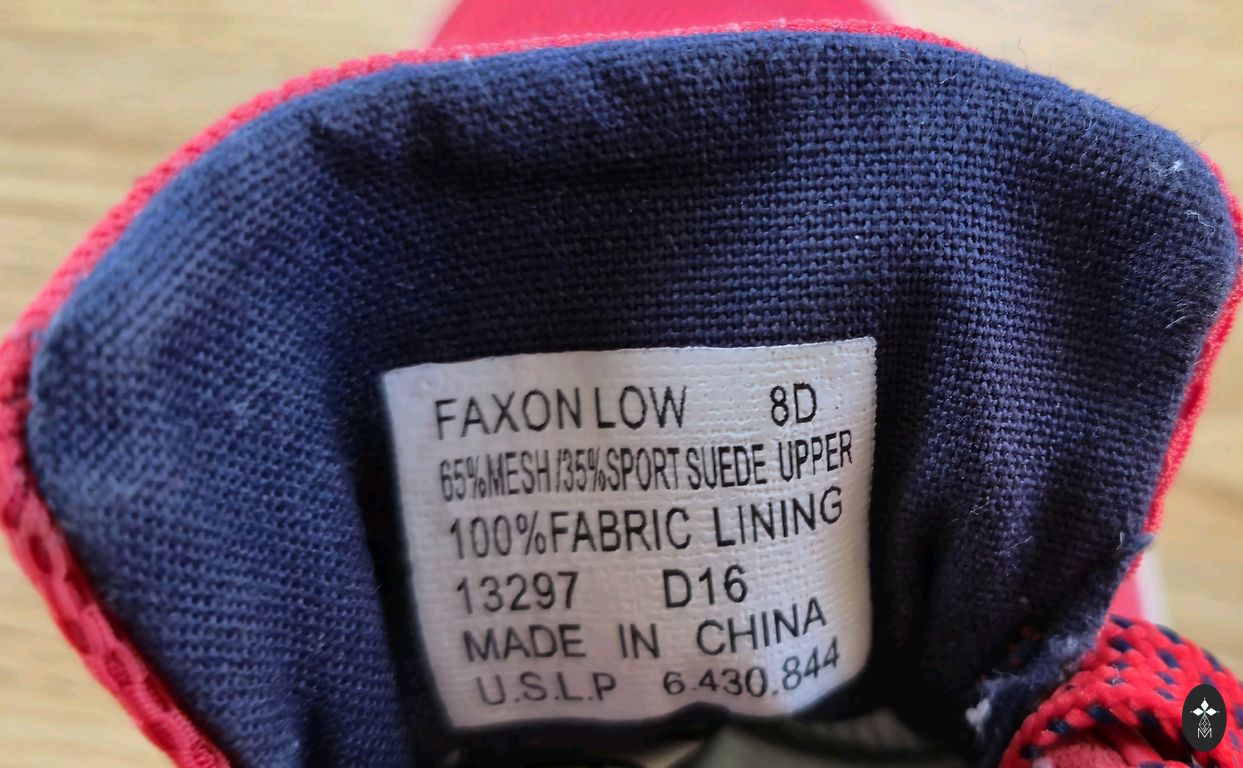 FAXON LOW 8D
65%MESH/35%SPORT SUEDE UPPER
100%FABRIC LINING
13297 D16
MADE IN CHINA
U.S.L.P 6.430.844